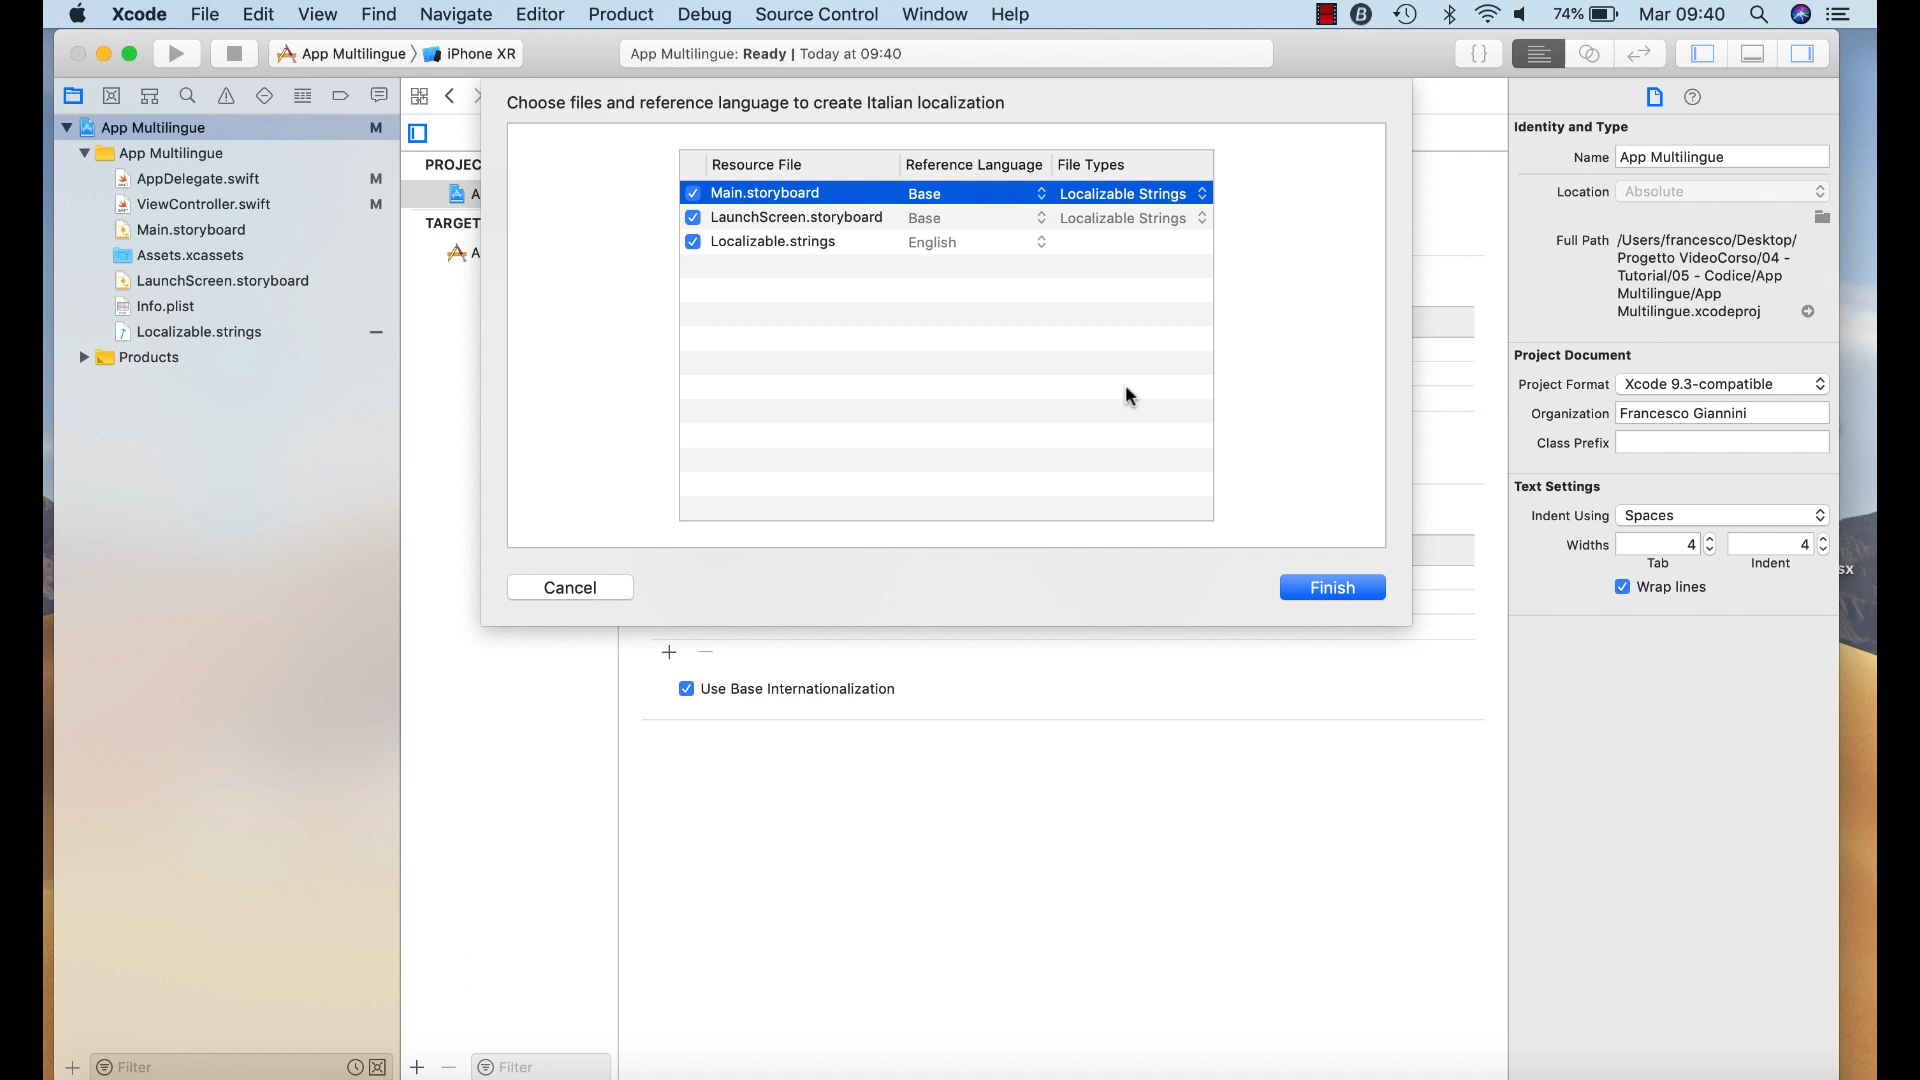 Xcode File Edit View Find Navigate Editor Product Debug Source Control Window Help 74% Mar 09:40
App Multilingue iPhone XR App Multilingue: Ready | Today at 09:40
Choose files and reference language to create Italian localization
App Multilingue M
App Multilingue
AppDelegate.swift M
ViewController.swift M
Main.storyboard
Assets.xcassets
LaunchScreen.storyboard
Info.plist
Localizable.strings
Products
Filter
PROJEC
A
TARGET
A
Filter
Resource File Reference Language File Types
Main.storyboard Base Localizable Strings
LaunchScreen.storyboard Base Localizable Strings
Localizable.strings English
Cancel Finish
Use Base Internationalization
Identity and Type
Name App Multilingue
Location Absolute
Full Path /Users/francesco/Desktop/
Progetto VideoCorso/04 -
Tutorial/05 - Codice/App
Multilingue/App
Multilingue.xcodeproj
Project Document
Project Format Xcode 9.3-compatible
Organization Francesco Giannini
Class Prefix
Text Settings
Indent Using Spaces
Widths 4 4
Tab Indent
Wrap lines
sx